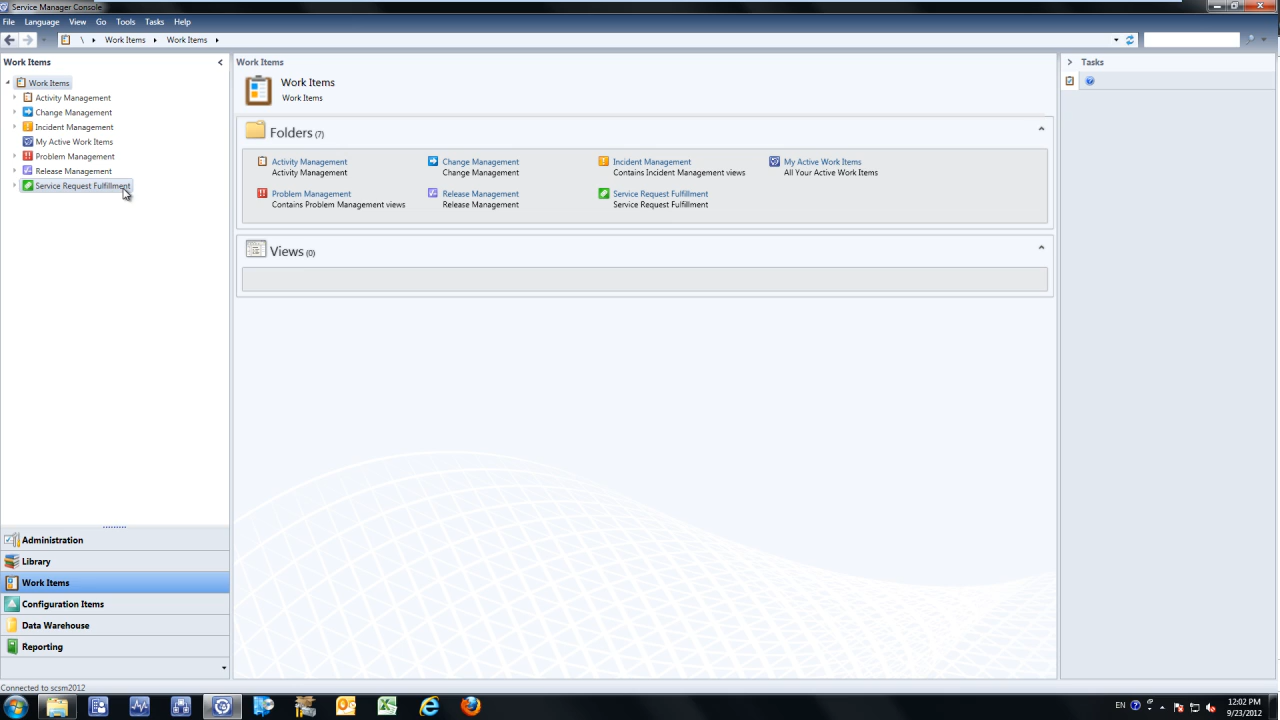 Service Manager Console
File Language View Go Tools Tasks Help
\ Work Items Work Items
Work Items
Work Items
Activity Management
Change Management
Incident Management
My Active Work Items
Problem Management
Release Management
Service Request Fulfillment
Administration
Library
Work Items
Configuration Items
Data Warehouse
Reporting
Work Items
Work Items
Work Items
Folders (7)
Activity Management
Activity Management
Change Management
Change Management
Incident Management
Contains Incident Management views
My Active Work Items
All Your Active Work Items
Problem Management
Contains Problem Management views
Release Management
Release Management
Service Request Fulfillment
Service Request Fulfillment
Views (0)
Tasks
Connected to scsm2012
EN
12:02 PM
9/23/2012